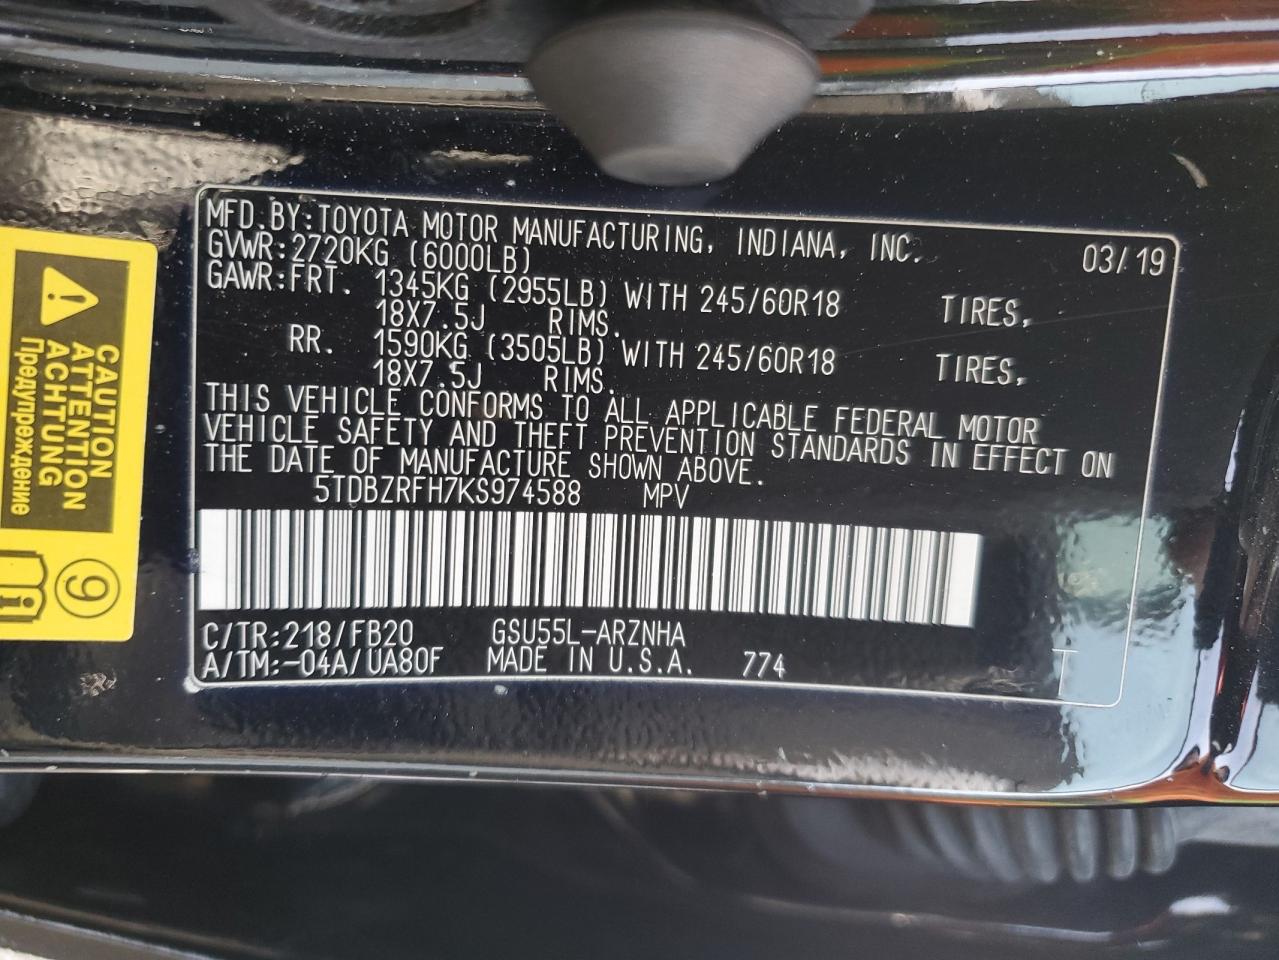 MFD.BY:TOYOTA MOTOR MANUFACTURING, INDIANA, INC. 03/19
GVWR:2720KG (6000LB)
GAWR:FRT. 1345KG (2955LB) WITH 245/60R18 TIRES,
18X7.5J RIMS.
RR. 1590KG (3505LB) WITH 245/60R18 TIRES,
18X7.5J RIMS.
THIS VEHICLE CONFORMS TO ALL APPLICABLE FEDERAL MOTOR
VEHICLE SAFETY AND THEFT PREVENTION STANDARDS IN EFFECT ON
THE DATE OF MANUFACTURE SHOWN ABOVE.
5TDBZRFH7KS974588 MPV
C/TR:218/FB20 GSU55L-ARZNHA
A/TM:-04A/UA80F MADE IN U.S.A. 774
CAUTION
ATTENTION
ACHTUNG
Предупреждение
9